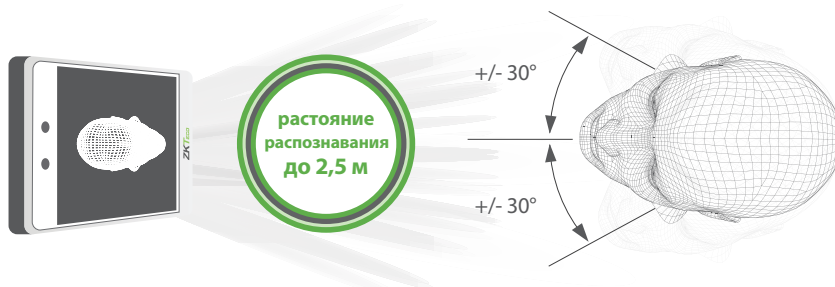 ZKTeco
растояние
распознавания
до 2,5 м
+/- 30°
+/- 30°